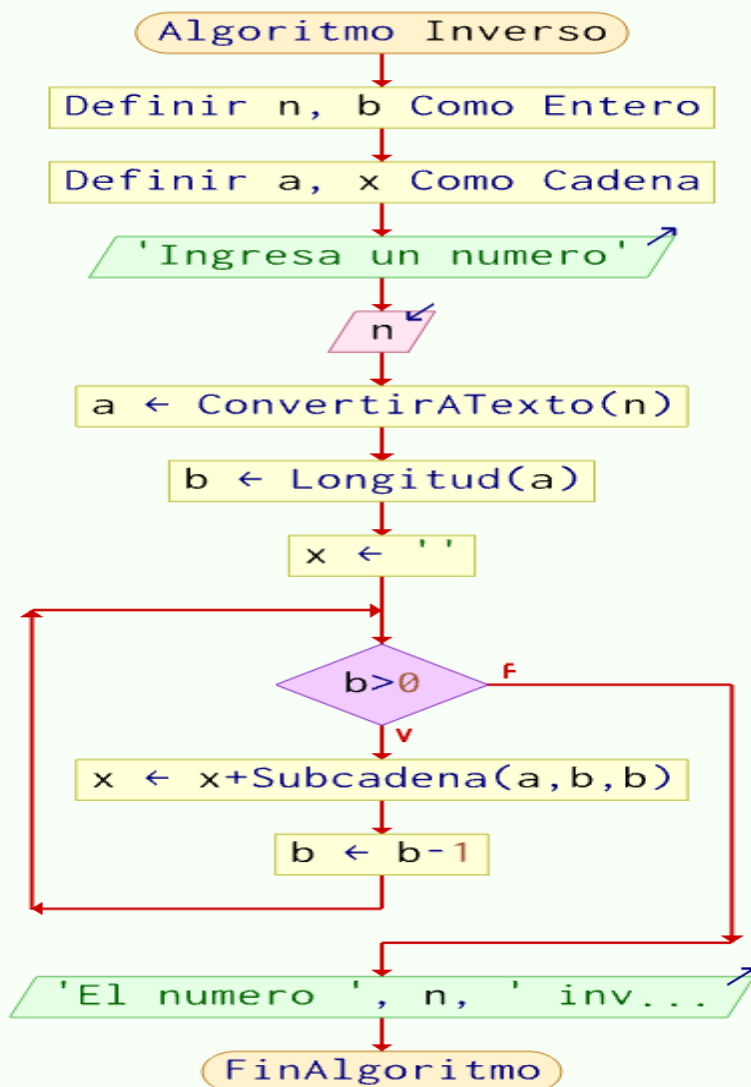 Algoritmo Inverso
Definir n, b Como Entero
Definir a, x Como Cadena
'Ingresa un numero'
n
a ← ConvertirATexto(n)
b ← Longitud(a)
x ← ''
b>0
F
V
x ← x+Subcadena(a,b,b)
b ← b-1
'El numero ', n, ' inv...
FinAlgoritmo